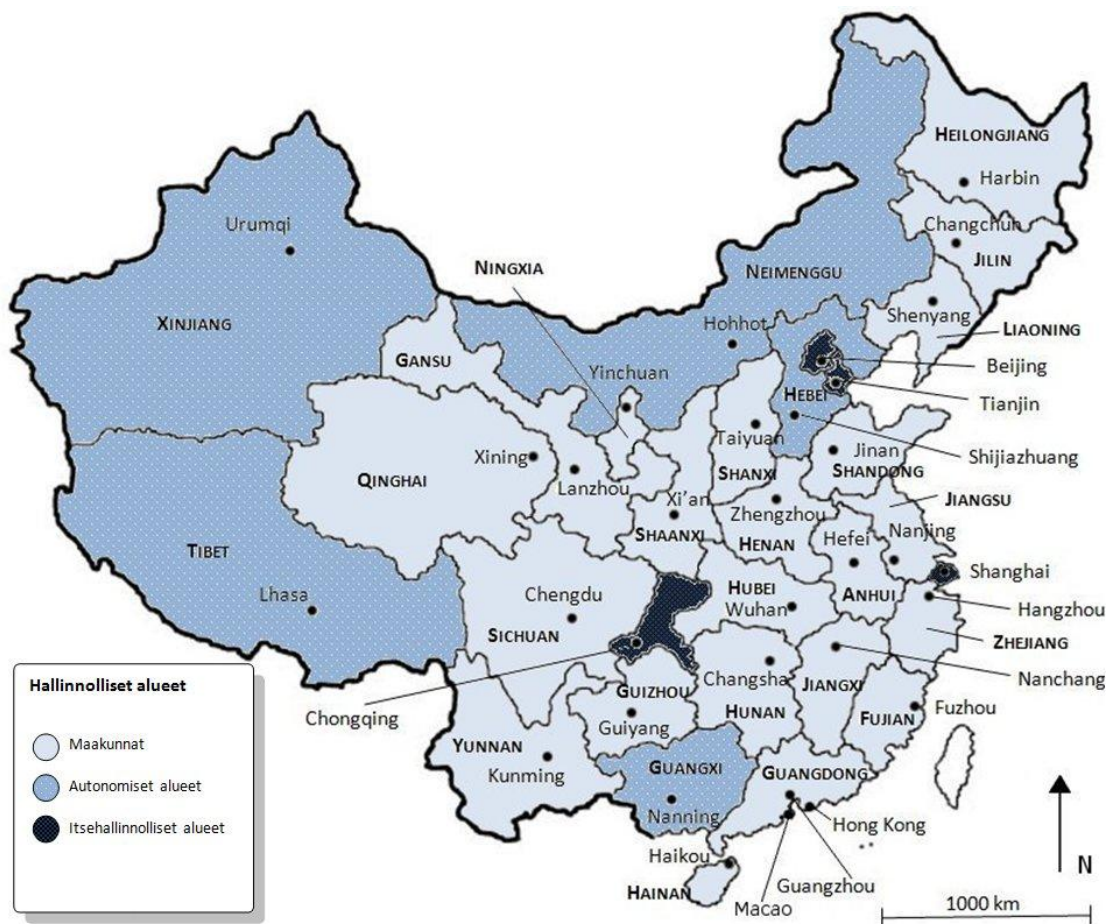 HEILONGJIANG
Harbin
Changchun
JILIN
Urumqi
NINGXIA
NEIMENGGU
Shenyang
LIAONING
XINJIANG
Hohhot
GANSU
Beijing
Yinchuan
HEBEI
Tianjin
Taiyuan
Jinan
Shijiazhuang
Xining
QINGHAI
Lanzhou
SHANXI
SHANDONG
JIANGSU
Xi'an
Zhengzhou
SHAANXI
HENAN
Hefei
Nanjing
TIBET
Shanghai
Lhasa
Chengdu
HUBEI
Wuhan
ANHUI
Hangzhou
SICHUAN
ZHEJIANG
Hallinnolliset alueet
Maakunnat
Autonomiset alueet
Itsehallinnolliset alueet
Chongqing
GUIZHOU
Guiyang
Changsha
HUNAN
JIANGXI
Nanchang
FUJIAN
Fuzhou
YUNNAN
Kunming
GUANGXI
Nanning
GUANGDONG
Hong Kong
Haikou
HAINAN
Guangzhou
Macao
N
1000 km